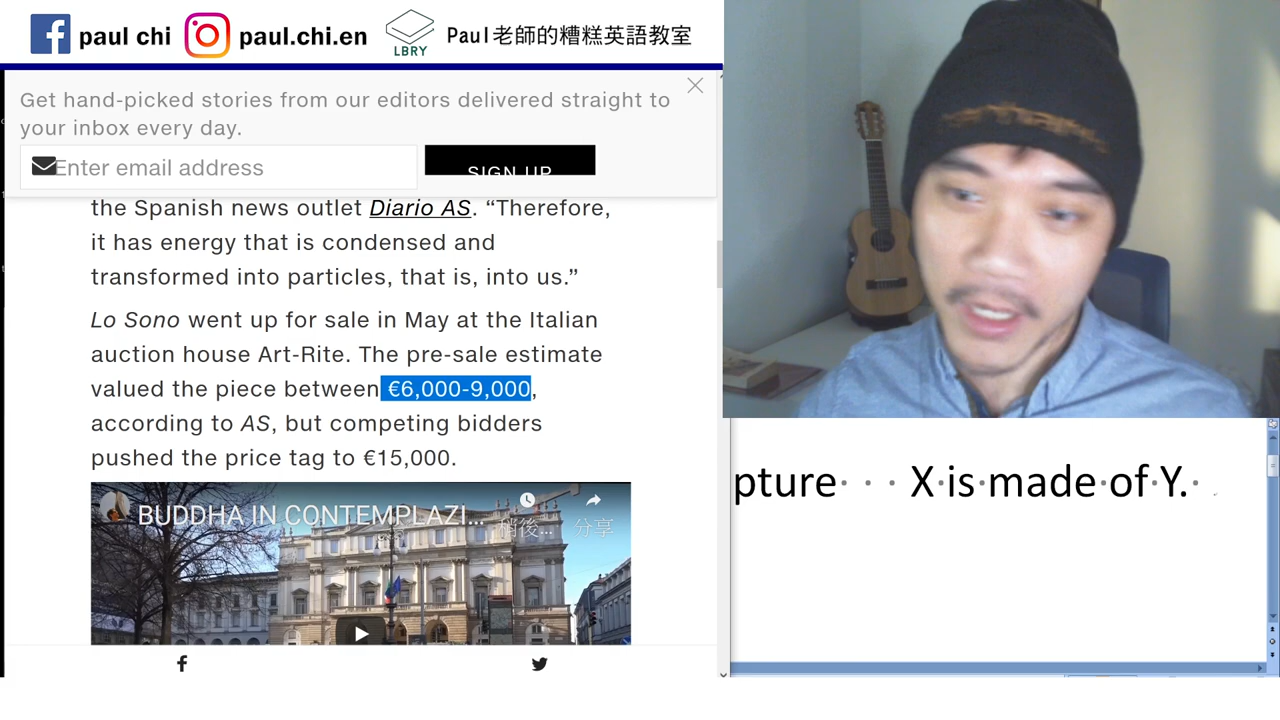 paul chi
paul.chi.en
LBRY
Paul老師的糟糕英語教室
Get hand-picked stories from our editors delivered straight to
your inbox every day.
Enter email address
SIGN UP
the Spanish news outlet Diario AS. “Therefore,
it has energy that is condensed and
transformed into particles, that is, into us.”
Lo Sono went up for sale in May at the Italian
auction house Art-Rite. The pre-sale estimate
valued the piece between €6,000-9,000,
according to AS, but competing bidders
pushed the price tag to €15,000.
BUDDHA IN CONTEMPLAZI...
稍後...
分享
pture X is made of Y.